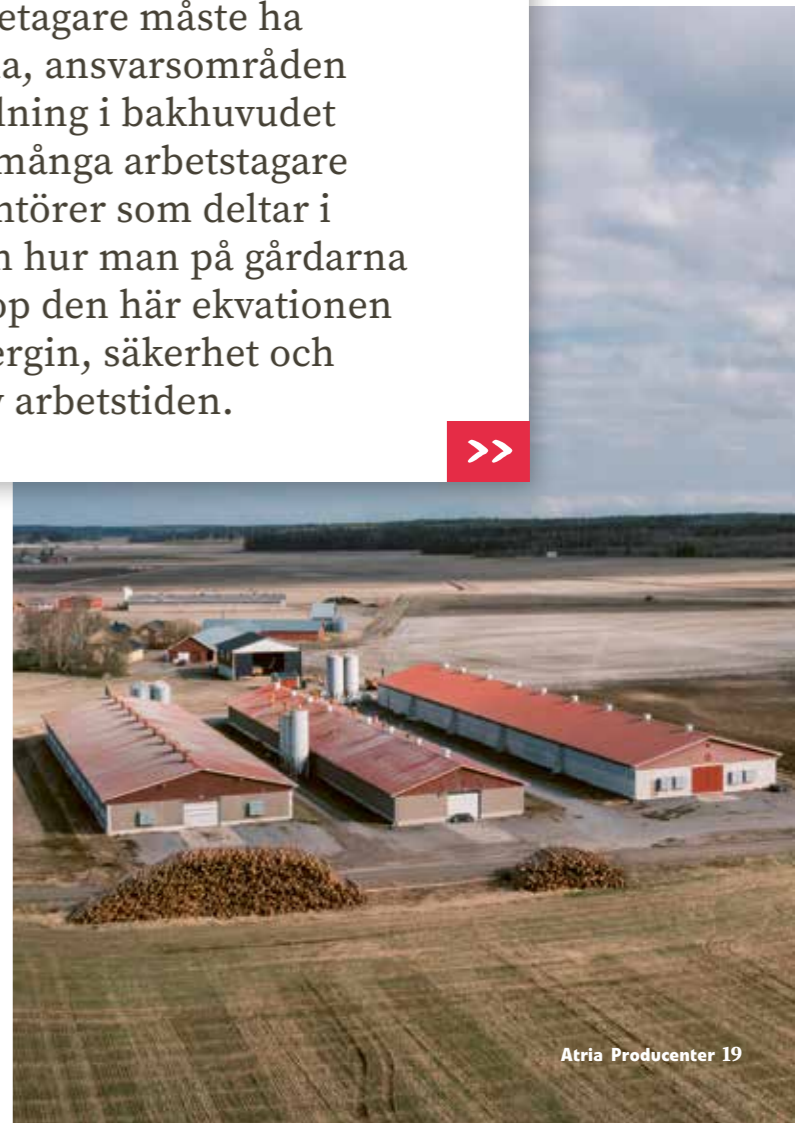 etagare måste ha
a, ansvarsområden
lning i bakhuvudet
många arbetstagare
ntörer som deltar i
n hur man på gårdarna
op den här ekvationen
ergin, säkerhet och
arbetstiden.
>>
Atria Producenter 19